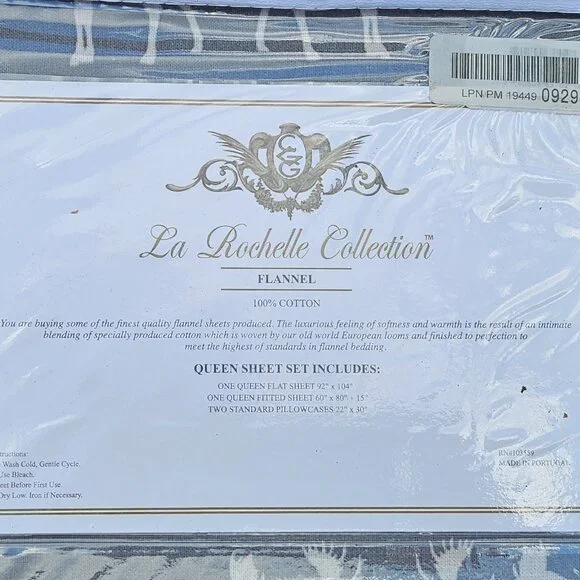 LPN PM 19449 0929
La Rochelle Collection™
FLANNEL
100% COTTON
You are buying some of the finest quality flannel sheets produced. The luxurious feeling of softness and warmth is the result of an intimate
blending of specially produced cotton which is woven by our old world European looms and finished to perfection to
meet the highest of standards in flannel bedding.
QUEEN SHEET SET INCLUDES:
ONE QUEEN FLAT SHEET 92" x 104"
ONE QUEEN FITTED SHEET 60" x 80" + 15"
TWO STANDARD PILLOWCASES 22" x 30"
Wash Cold, Gentle Cycle.
Use Bleach.
Before First Use.
Dry Low. Iron if Necessary.
RN#103559
MADE IN PORTUGAL